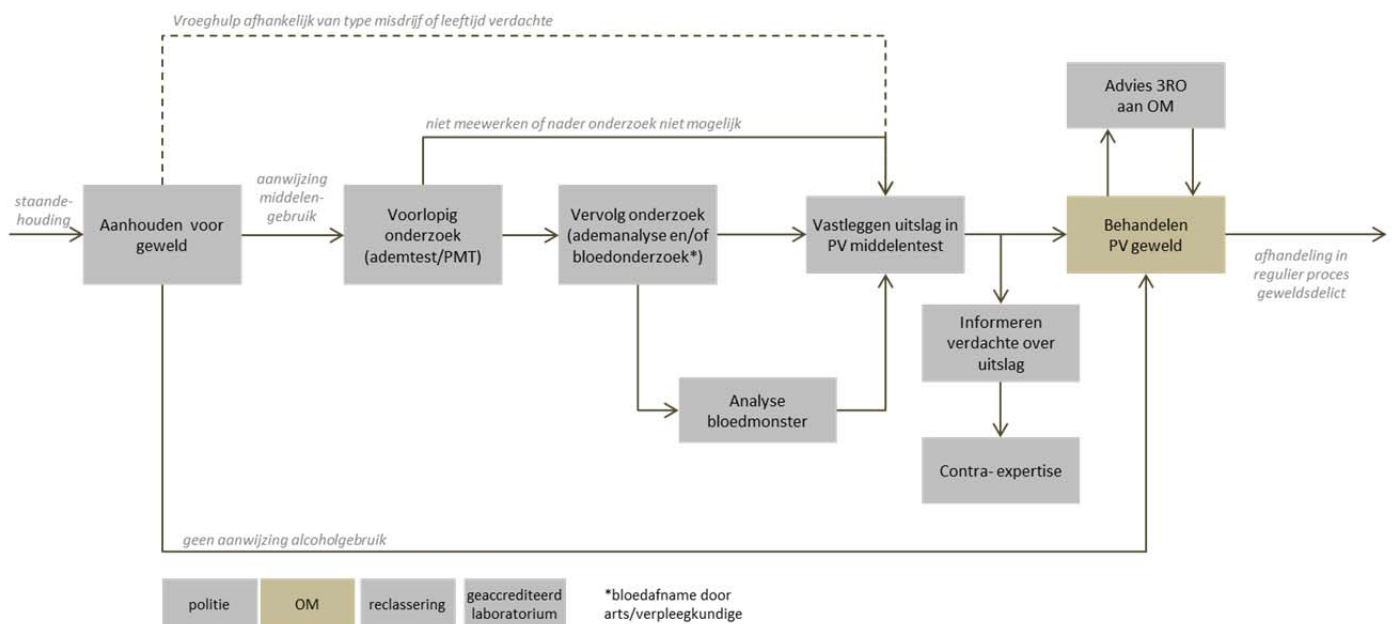 Vroeghulp afhankelijk van type misdrijf of leeftijd verdachte
Advies 3RO
aan OM
niet meewerken of nader onderzoek niet mogelijk
staande-
houding
Aanhouden voor
geweld
aanwijzing
middelen-
gebruik
Voorlopig
onderzoek
(ademtest/PMT)
Vervolg onderzoek
(ademanalyse en/of
bloedonderzoek*)
Vastleggen uitslag in
PV middelentest
Behandelen
PV geweld
afhandeling in
regulier proces
geweldsdelict
Informeren
verdachte over
uitslag
Analyse
bloedmonster
Contra- expertise
geen aanwijzing alcoholgebruik
politie
OM
reclassering
geaccrediteerd
laboratorium
*bloedafname door
arts/verpleegkundige